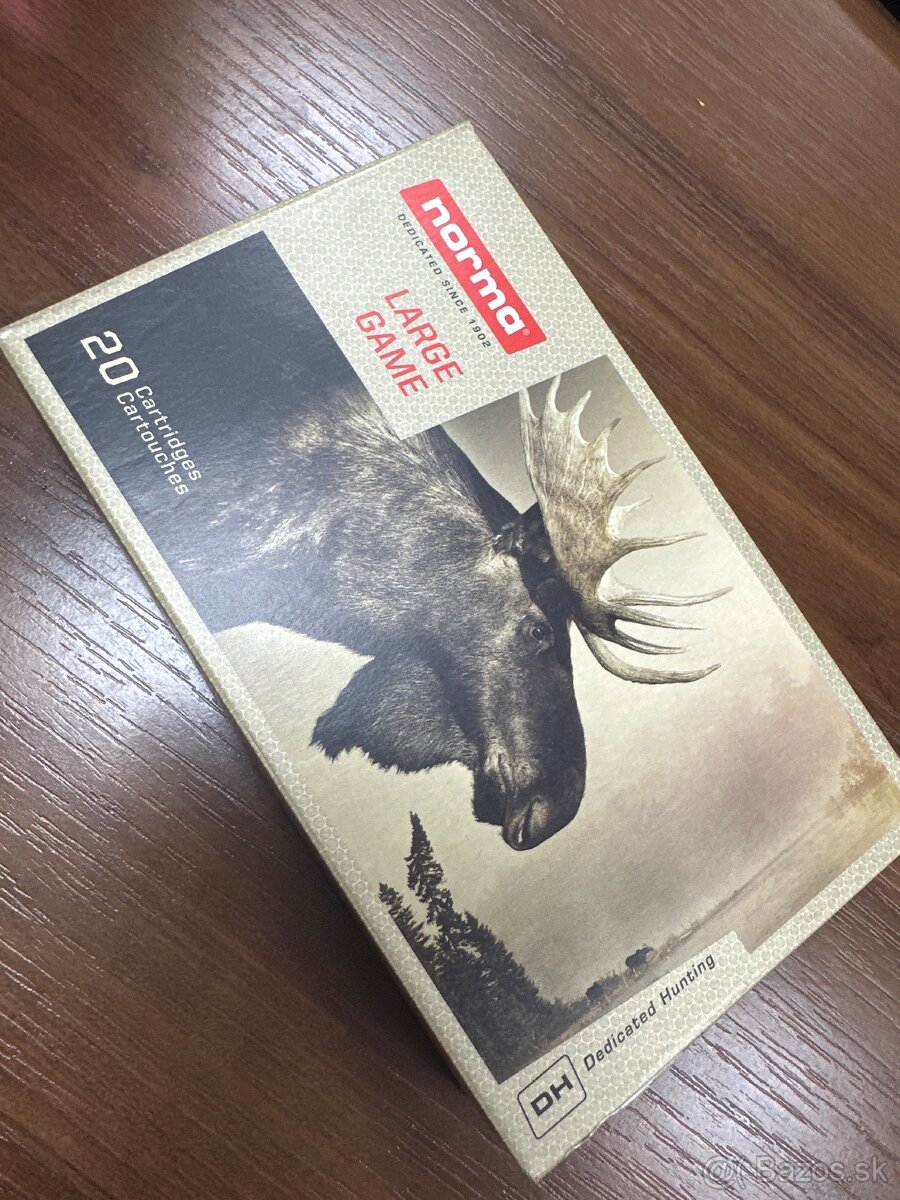 norma®
DEDICATED SINCE 1902
LARGE
GAME
20
Cartridges
Cartouches
DH
Dedicated Hunting
Bazos.sk